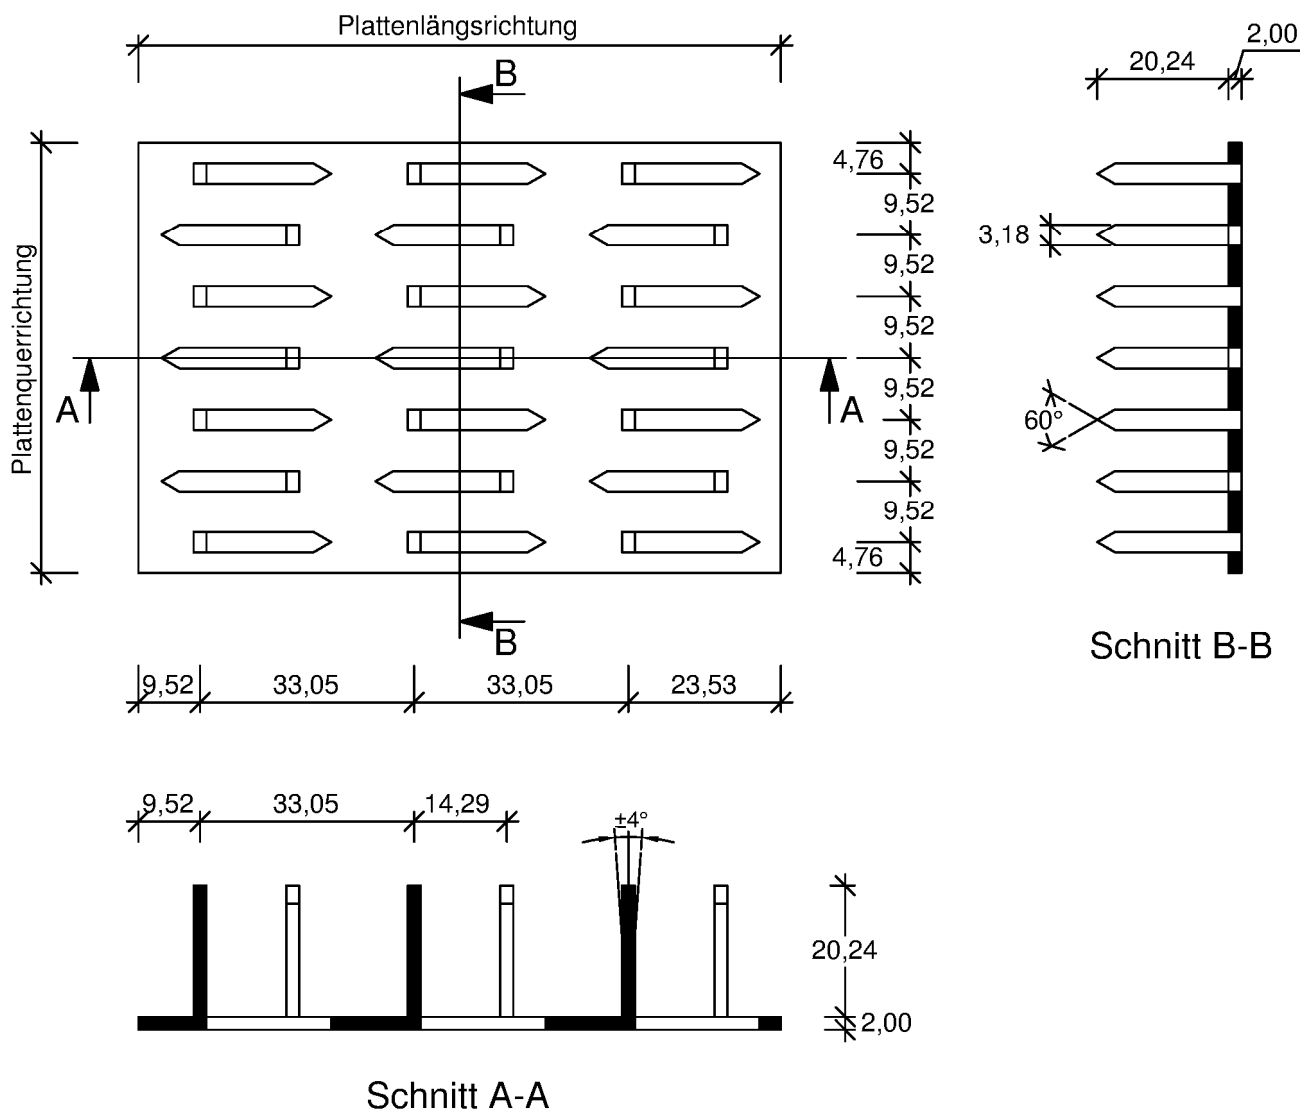 Plattenlängsrichtung
B
Plattenquerrichtung
A
A
B
4,76
9,52
9,52
9,52
9,52
9,52
9,52
4,76
20,24
2,00
3,18
60°
Schnitt B-B
9,52
33,05
33,05
23,53
9,52
33,05
14,29
±4°
20,24
2,00
Schnitt A-A